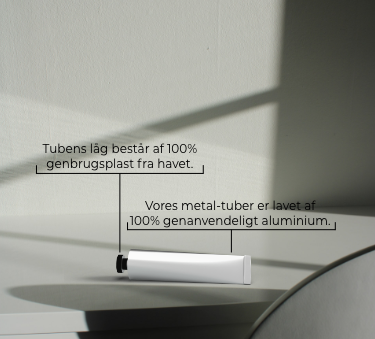 Tubens låg består af 100%
genbrugsplast fra havet.
Vores metal-tuber er lavet af
100% genanvendeligt aluminium.